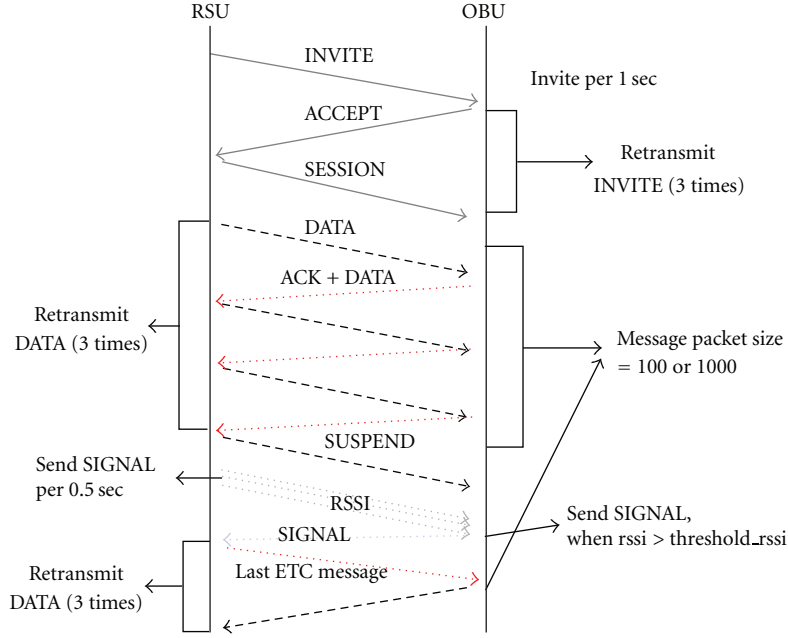 RSU
OBU
INVITE
Invite per 1 sec
ACCEPT
Retransmit
INVITE (3 times)
SESSION
DATA
ACK + DATA
Retransmit
DATA (3 times)
Message packet size
= 100 or 1000
SUSPEND
Send SIGNAL
per 0.5 sec
RSSI
SIGNAL
Send SIGNAL,
when rssi > threshold_rssi
Last ETC message
Retransmit
DATA (3 times)